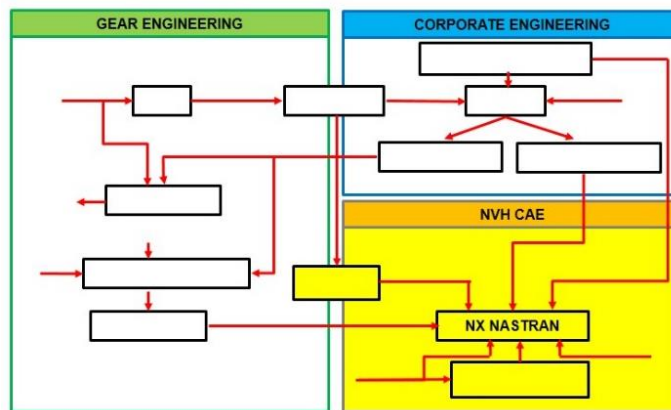 GEAR ENGINEERING
CORPORATE ENGINEERING
NVH CAE
NX NASTRAN